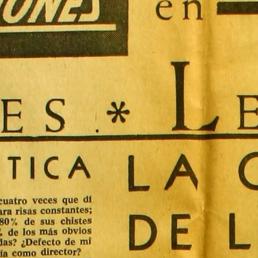 IONES
en
ES . * LE
TICA
LA C
DE L
cuatro veces que di
ara risas constantes;
80% de sus chistes
% de los más obvios
das? ¿Defecto de mi
ía como director?